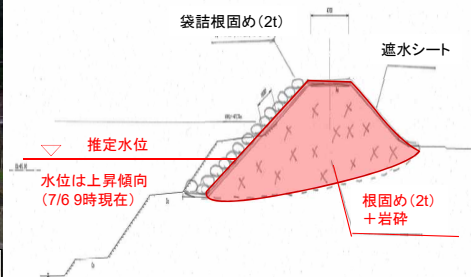 袋詰根固め(2t)
遮水シート
推定水位
水位は上昇傾向
(7/6 9時現在)
根固め(2t)
+岩砕